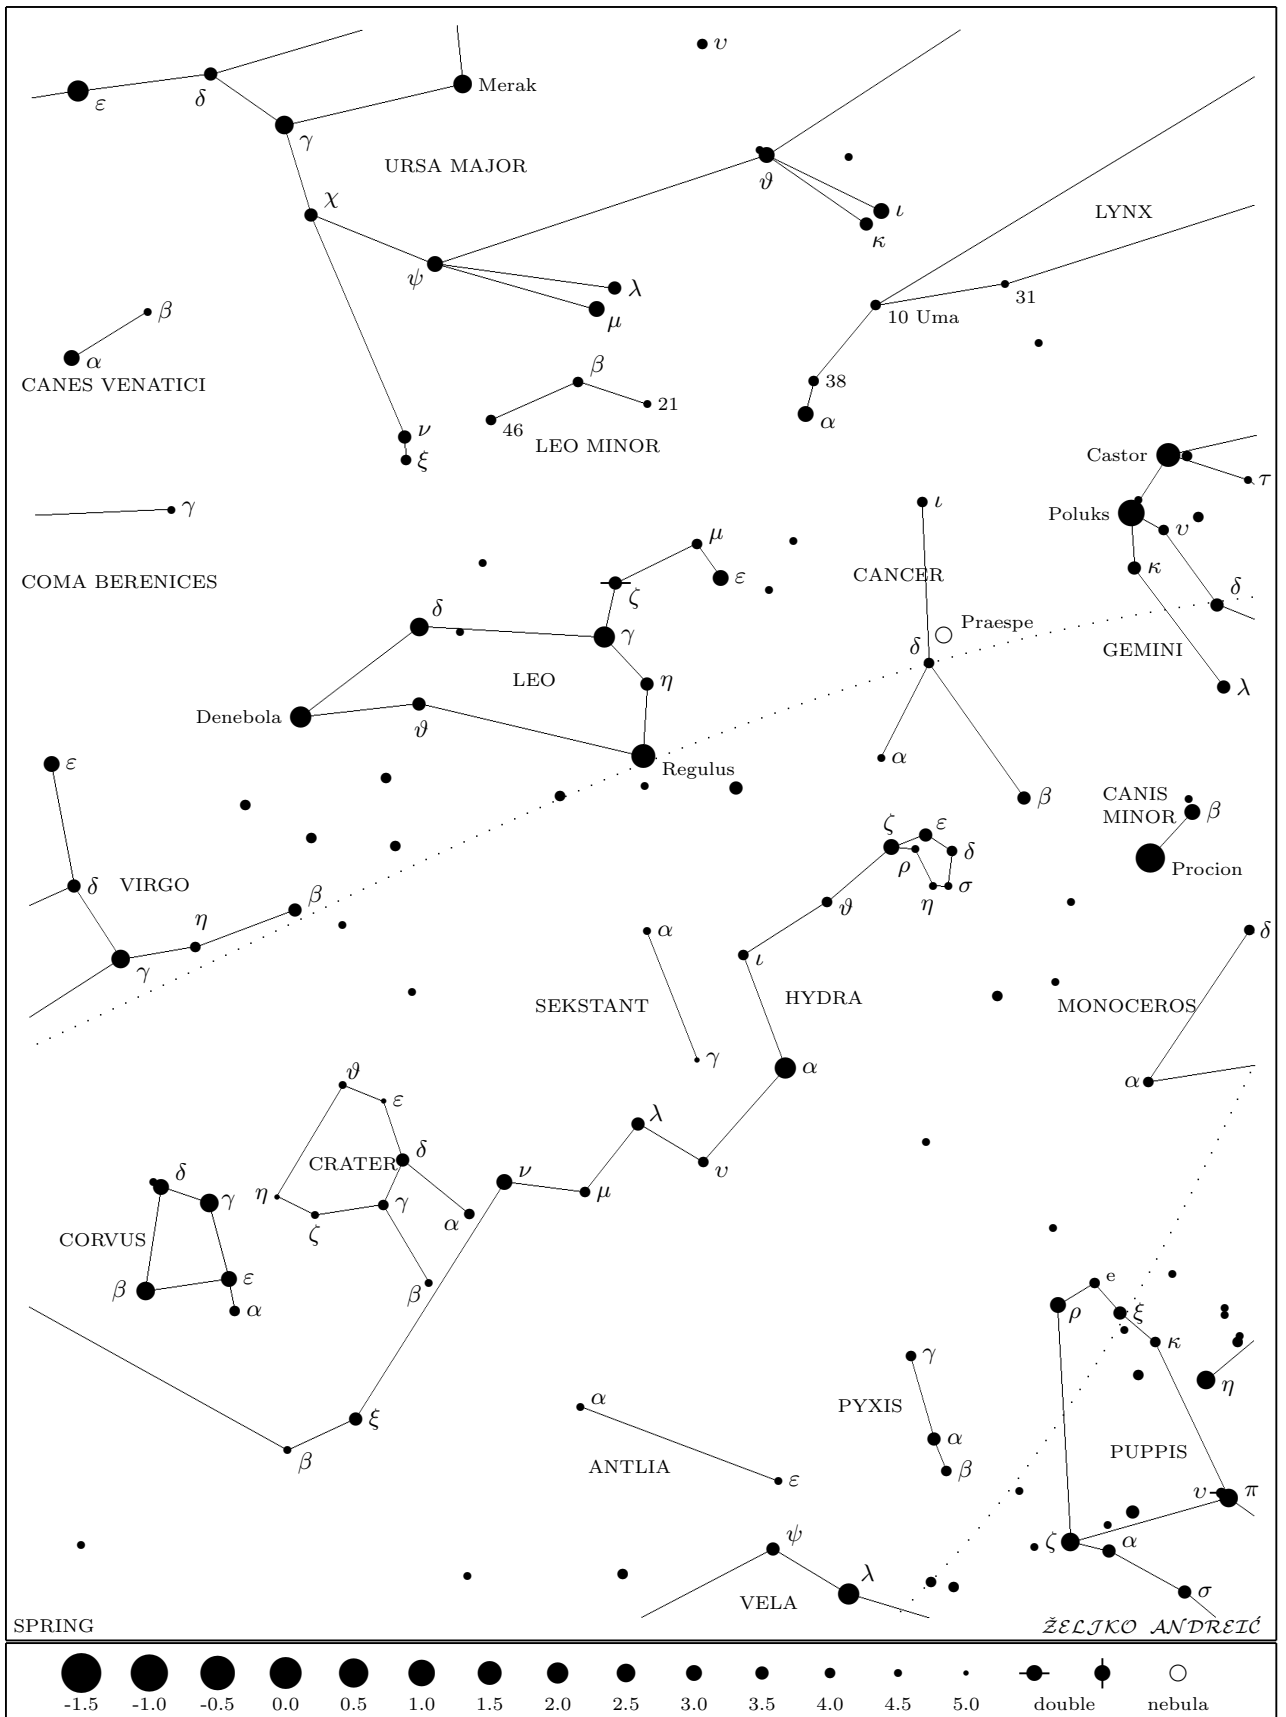 υ
ε
δ
Merak
γ
URSA MAJOR
ϑ
χ
ι
LYNX
κ
ψ
λ
31
β
μ
10 Uma
α
β
38
CANES VENATICI
21
46
α
ν
LEO MINOR
ξ
Castor
τ
γ
ι
Poluks
υ
μ
κ
COMA BERENICES
ε
CANCER
δ
ζ
δ
γ
Praespe
δ
GEMINI
LEO
η
λ
Denebola
ϑ
α
ε
Regulus
β
CANIS
MINOR
β
ζ
ε
ρ
δ
Procion
δ
VIRGO
β
η
σ
η
ϑ
α
δ
γ
ι
SEKSTANT
HYDRA
MONOCEROS
γ
α
α
ϑ
ε
λ
CRATER
δ
δ
ν
υ
η
γ
γ
μ
ζ
α
CORVUS
β
ε
β
e
α
ρ
ξ
γ
κ
η
α
PYXIS
ξ
α
β
ANTLIA
β
PUPPIS
ε
υ
π
ψ
ζ
α
λ
σ
VELA
SPRING
ŽELJKO ANDREIĆ
-1.5 -1.0 -0.5 0.0 0.5 1.0 1.5 2.0 2.5 3.0 3.5 4.0 4.5 5.0 double nebula